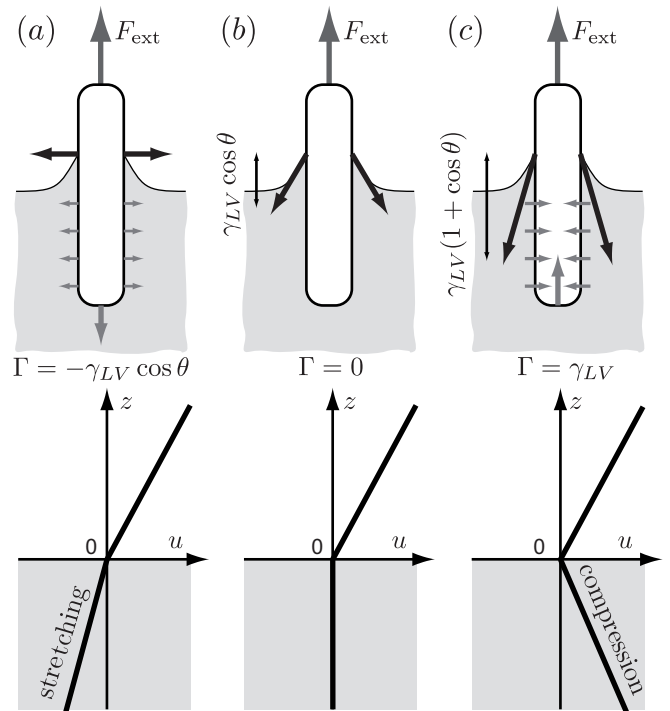 (a)
F_ext
(b)
F_ext
(c)
F_ext
γ_LV cos θ
γ_LV (1 + cos θ)
Γ = −γ_LV cos θ
Γ = 0
Γ = γ_LV
z
z
z
0
u
0
u
0
u
stretching
compression